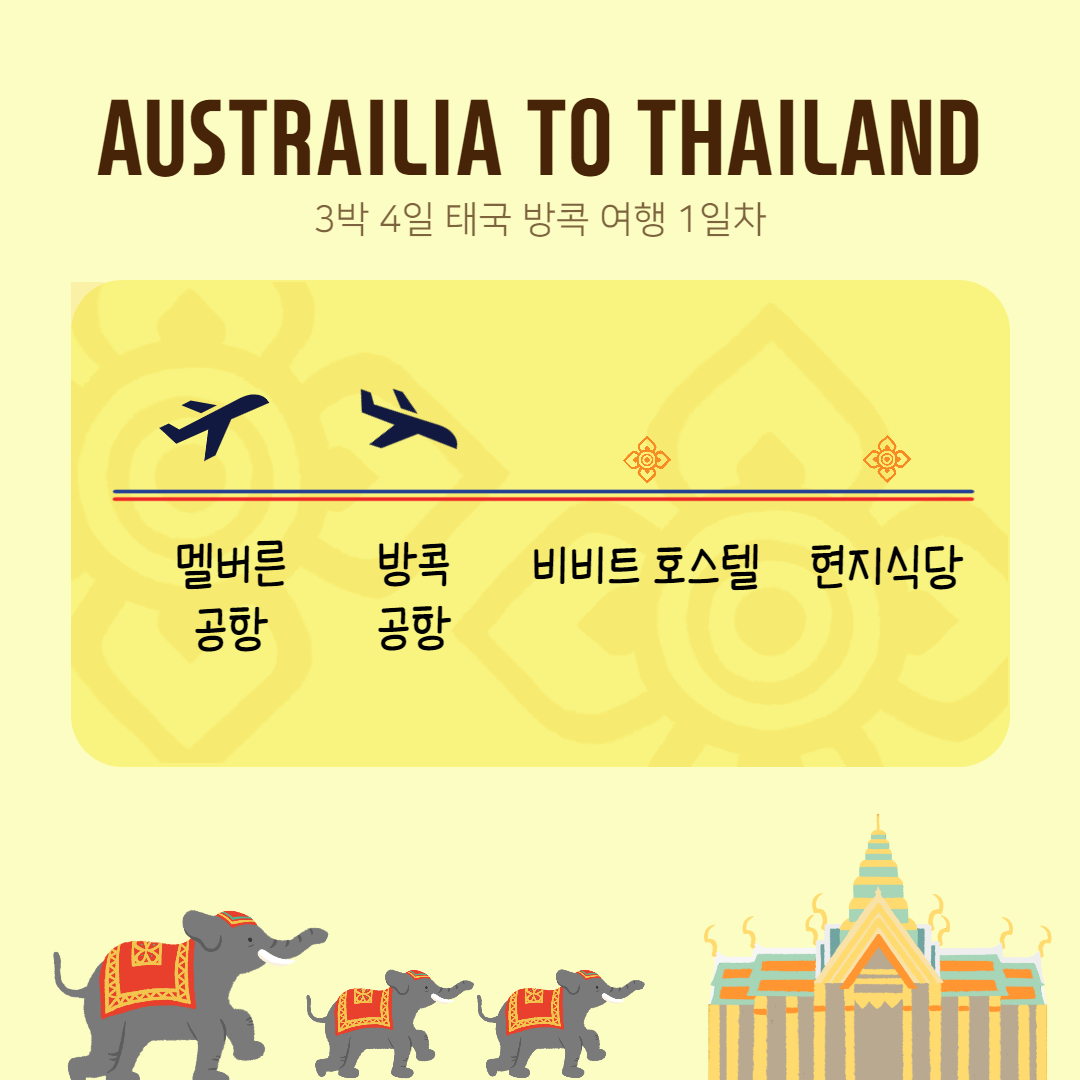 AUSTRAILIA TO THAILAND
3박 4일 태국 방콕 여행 1일차
멜버른 방콕 비비트 호스텔 현지식당
공항 공항